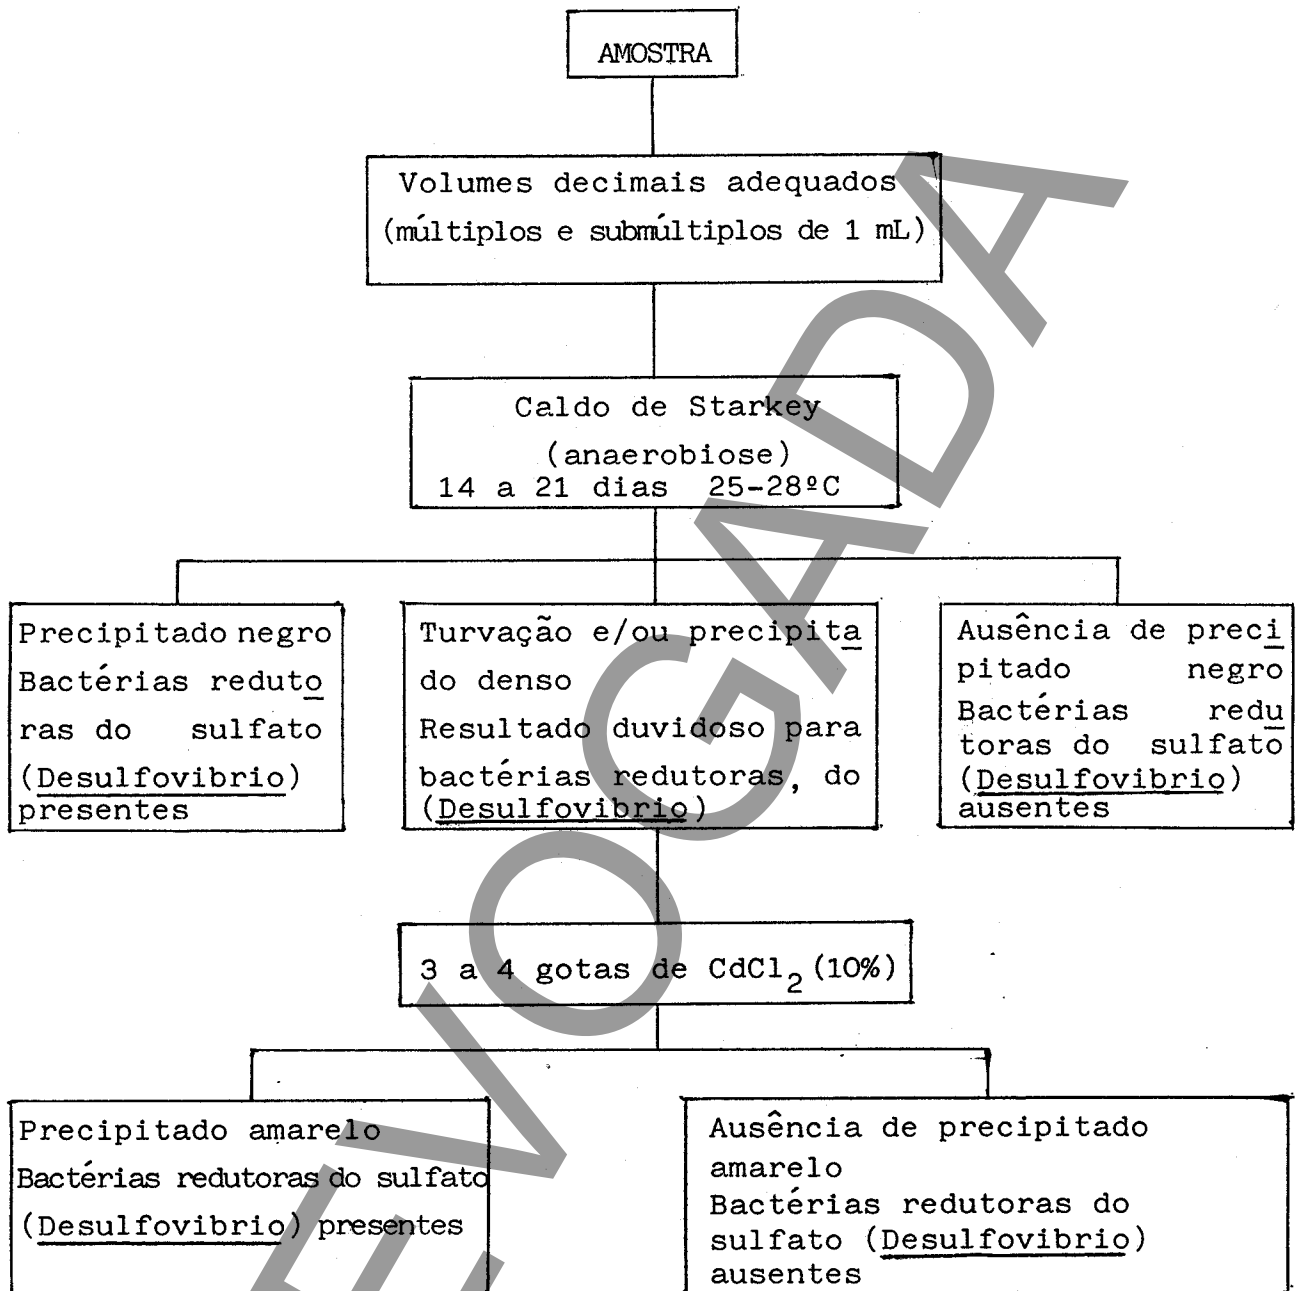 AMOSTRA
Volumes decimais adequados
(múltiplos e submúltiplos de 1 mL)
Caldo de Starkey
(anaerobiose)
14 a 21 dias 25-28ºC
Precipitado negro
Bactérias reduto
ras do sulfato
(Desulfovibrio)
presentes
Turvação e/ou precipita
do denso
Resultado duvidoso para
bactérias redutoras, do
(Desulfovibrio)
Ausência de preci
pitado negro
Bactérias redu
toras do sulfato
(Desulfovibrio)
ausentes
3 a 4 gotas de CdCl₂ (10%)
Precipitado amarelo
Bactérias redutoras do sulfato
(Desulfovibrio) presentes
Ausência de precipitado
amarelo
Bactérias redutoras do
sulfato (Desulfovibrio)
ausentes
EVOGADA